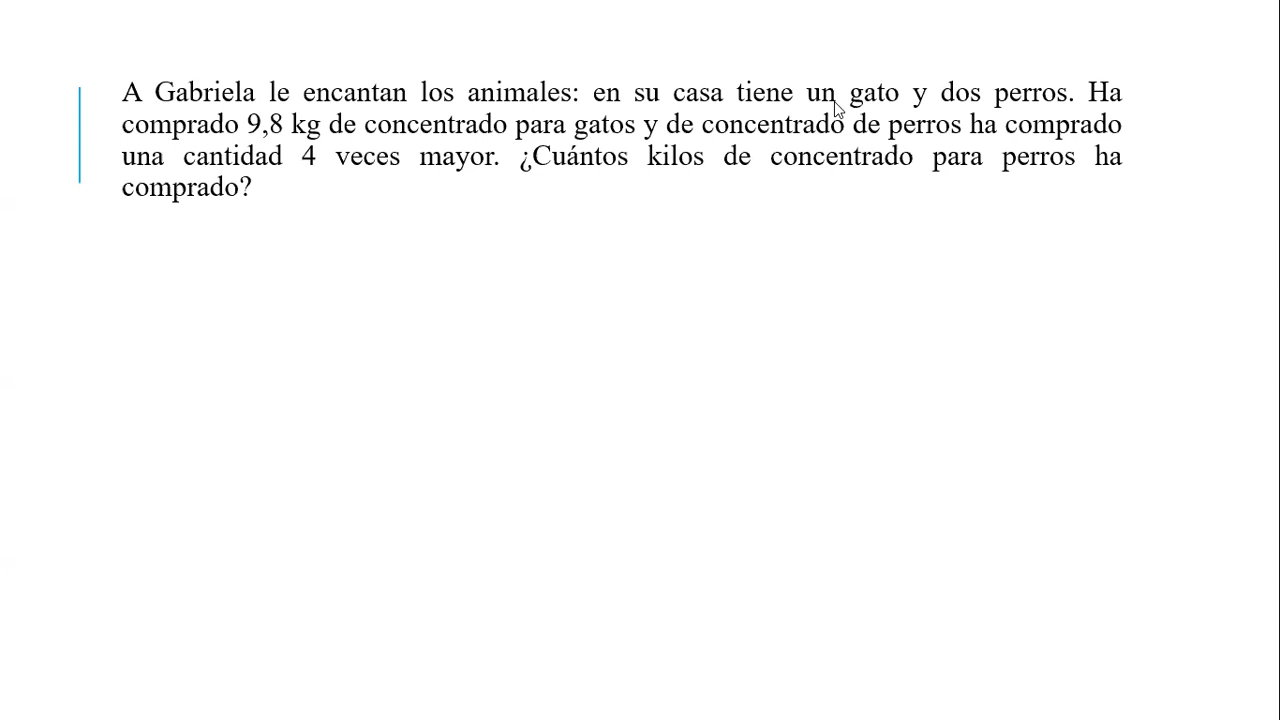 A Gabriela le encantan los animales: en su casa tiene un gato y dos perros. Ha
comprado 9,8 kg de concentrado para gatos y de concentrado de perros ha comprado
una cantidad 4 veces mayor. ¿Cuántos kilos de concentrado para perros ha
comprado?